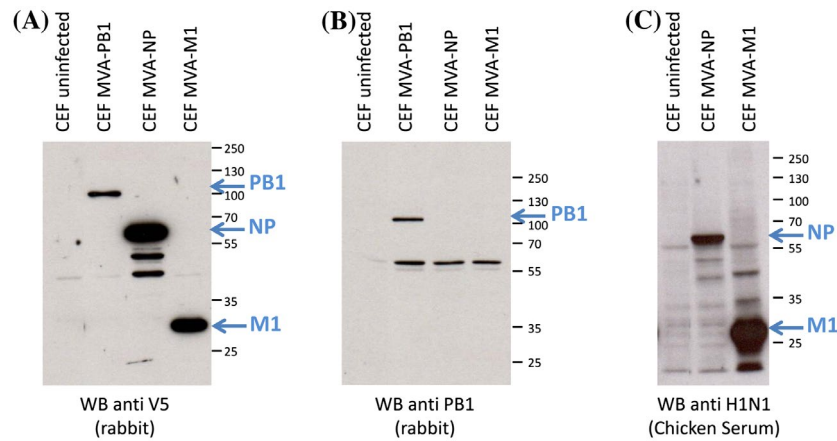 (A)
CEF uninfected
CEF MVA-PB1
CEF MVA-NP
CEF MVA-M1
250
130
PB1
100
70
NP
55
35
M1
25
WB anti V5
(rabbit)
(B)
CEF uninfected
CEF MVA-PB1
CEF MVA-NP
CEF MVA-M1
250
130
PB1
100
70
55
35
25
WB anti PB1
(rabbit)
(C)
CEF uninfected
CEF MVA-NP
CEF MVA-M1
250
130
100
70
NP
55
35
M1
25
WB anti H1N1
(Chicken Serum)